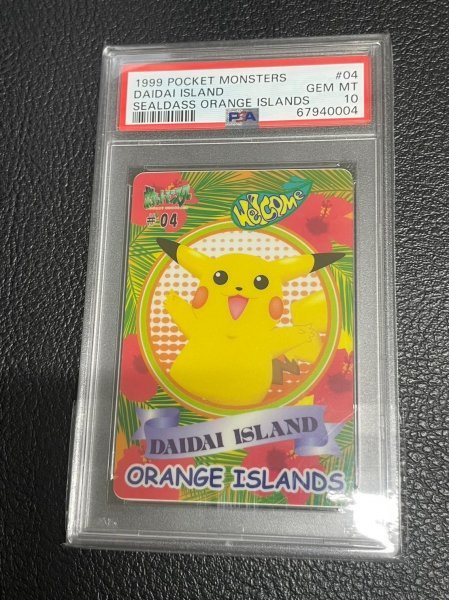 1999 POCKET MONSTERS #04
DAIDAI ISLAND GEM MT
SEALDASS ORANGE ISLANDS 10
PSA 67940004
#04
Welcome
DAIDAI ISLAND
ORANGE ISLANDS